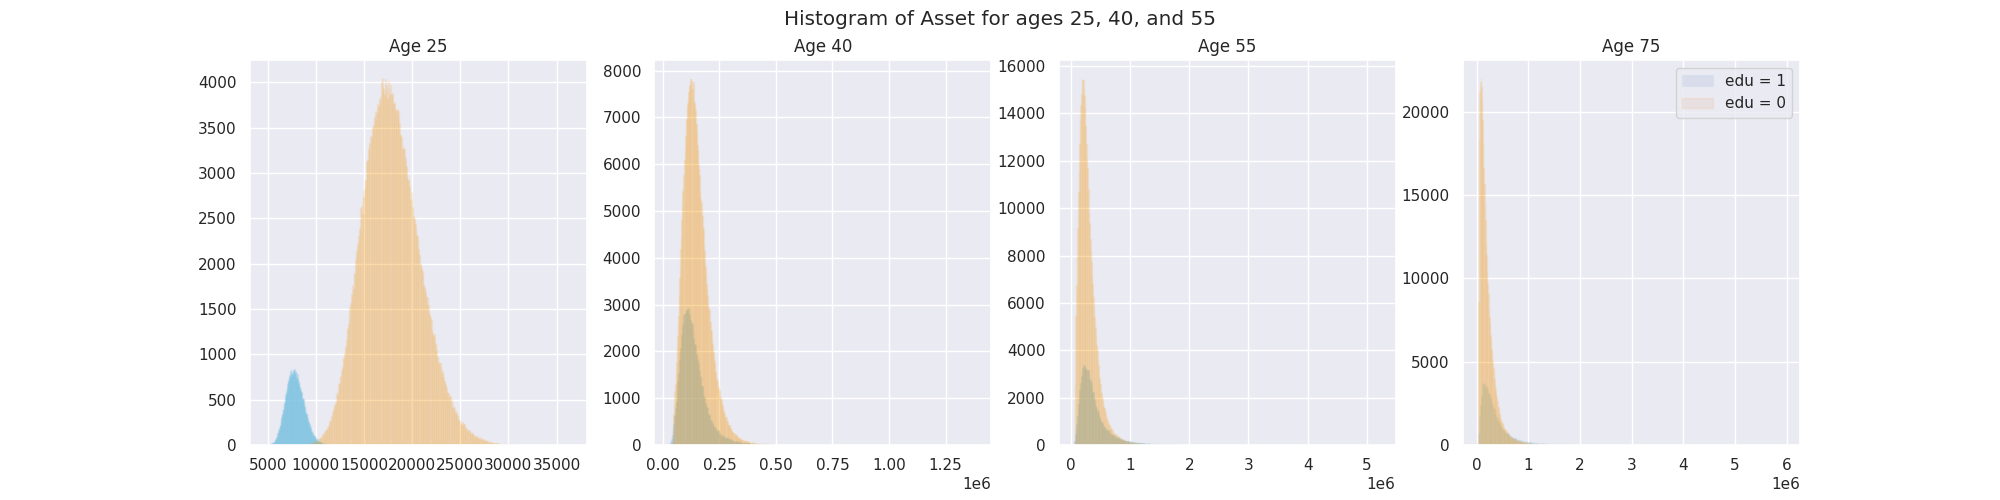 Histogram of Asset for ages 25, 40, and 55
Age 25
4000
3500
3000
2500
2000
1500
1000
500
0
5000 10000 15000 20000 25000 30000 35000
Age 40
8000
7000
6000
5000
4000
3000
2000
1000
0
0.00 0.25 0.50 0.75 1.00 1.25
1e6
Age 55
16000
14000
12000
10000
8000
6000
4000
2000
0
0 1 2 3 4 5
1e6
Age 75
edu = 1
edu = 0
20000
15000
10000
5000
0
0 1 2 3 4 5 6
1e6